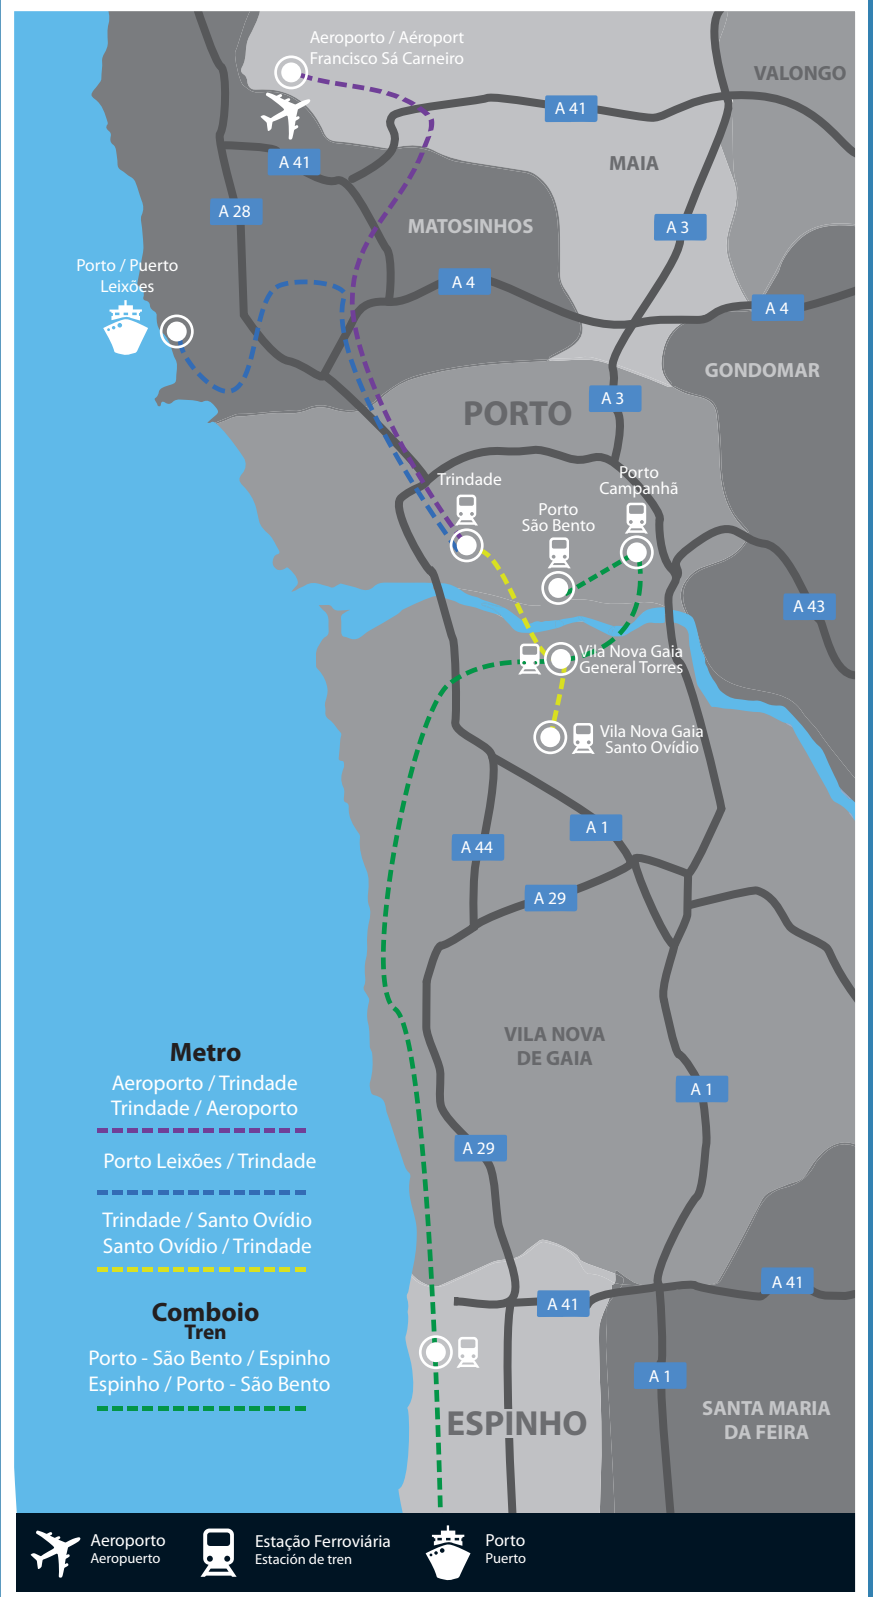 Aeroporto / Aéroport
Francisco Sá Carneiro
VALONGO
A 41
MAIA
A 41
A 28
MATOSINHOS
A 3
Porto / Puerto
Leixões
A 4
A 4
GONDOMAR
PORTO
A 3
Trindade
Porto
Campanhã
Porto
São Bento
A 43
Vila Nova Gaia
General Torres
Vila Nova Gaia
Santo Ovídio
A 1
A 44
A 29
VILA NOVA
DE GAIA
Metro
Aeroporto / Trindade
Trindade / Aeroporto
A 1
A 29
Porto Leixões / Trindade
Trindade / Santo Ovídio
Santo Ovídio / Trindade
A 41
A 41
Comboio
Tren
Porto - São Bento / Espinho
Espinho / Porto - São Bento
A 1
ESPINHO
SANTA MARIA
DA FEIRA
Aeroporto
Aeropuerto
Estação Ferroviária
Estación de tren
Porto
Puerto